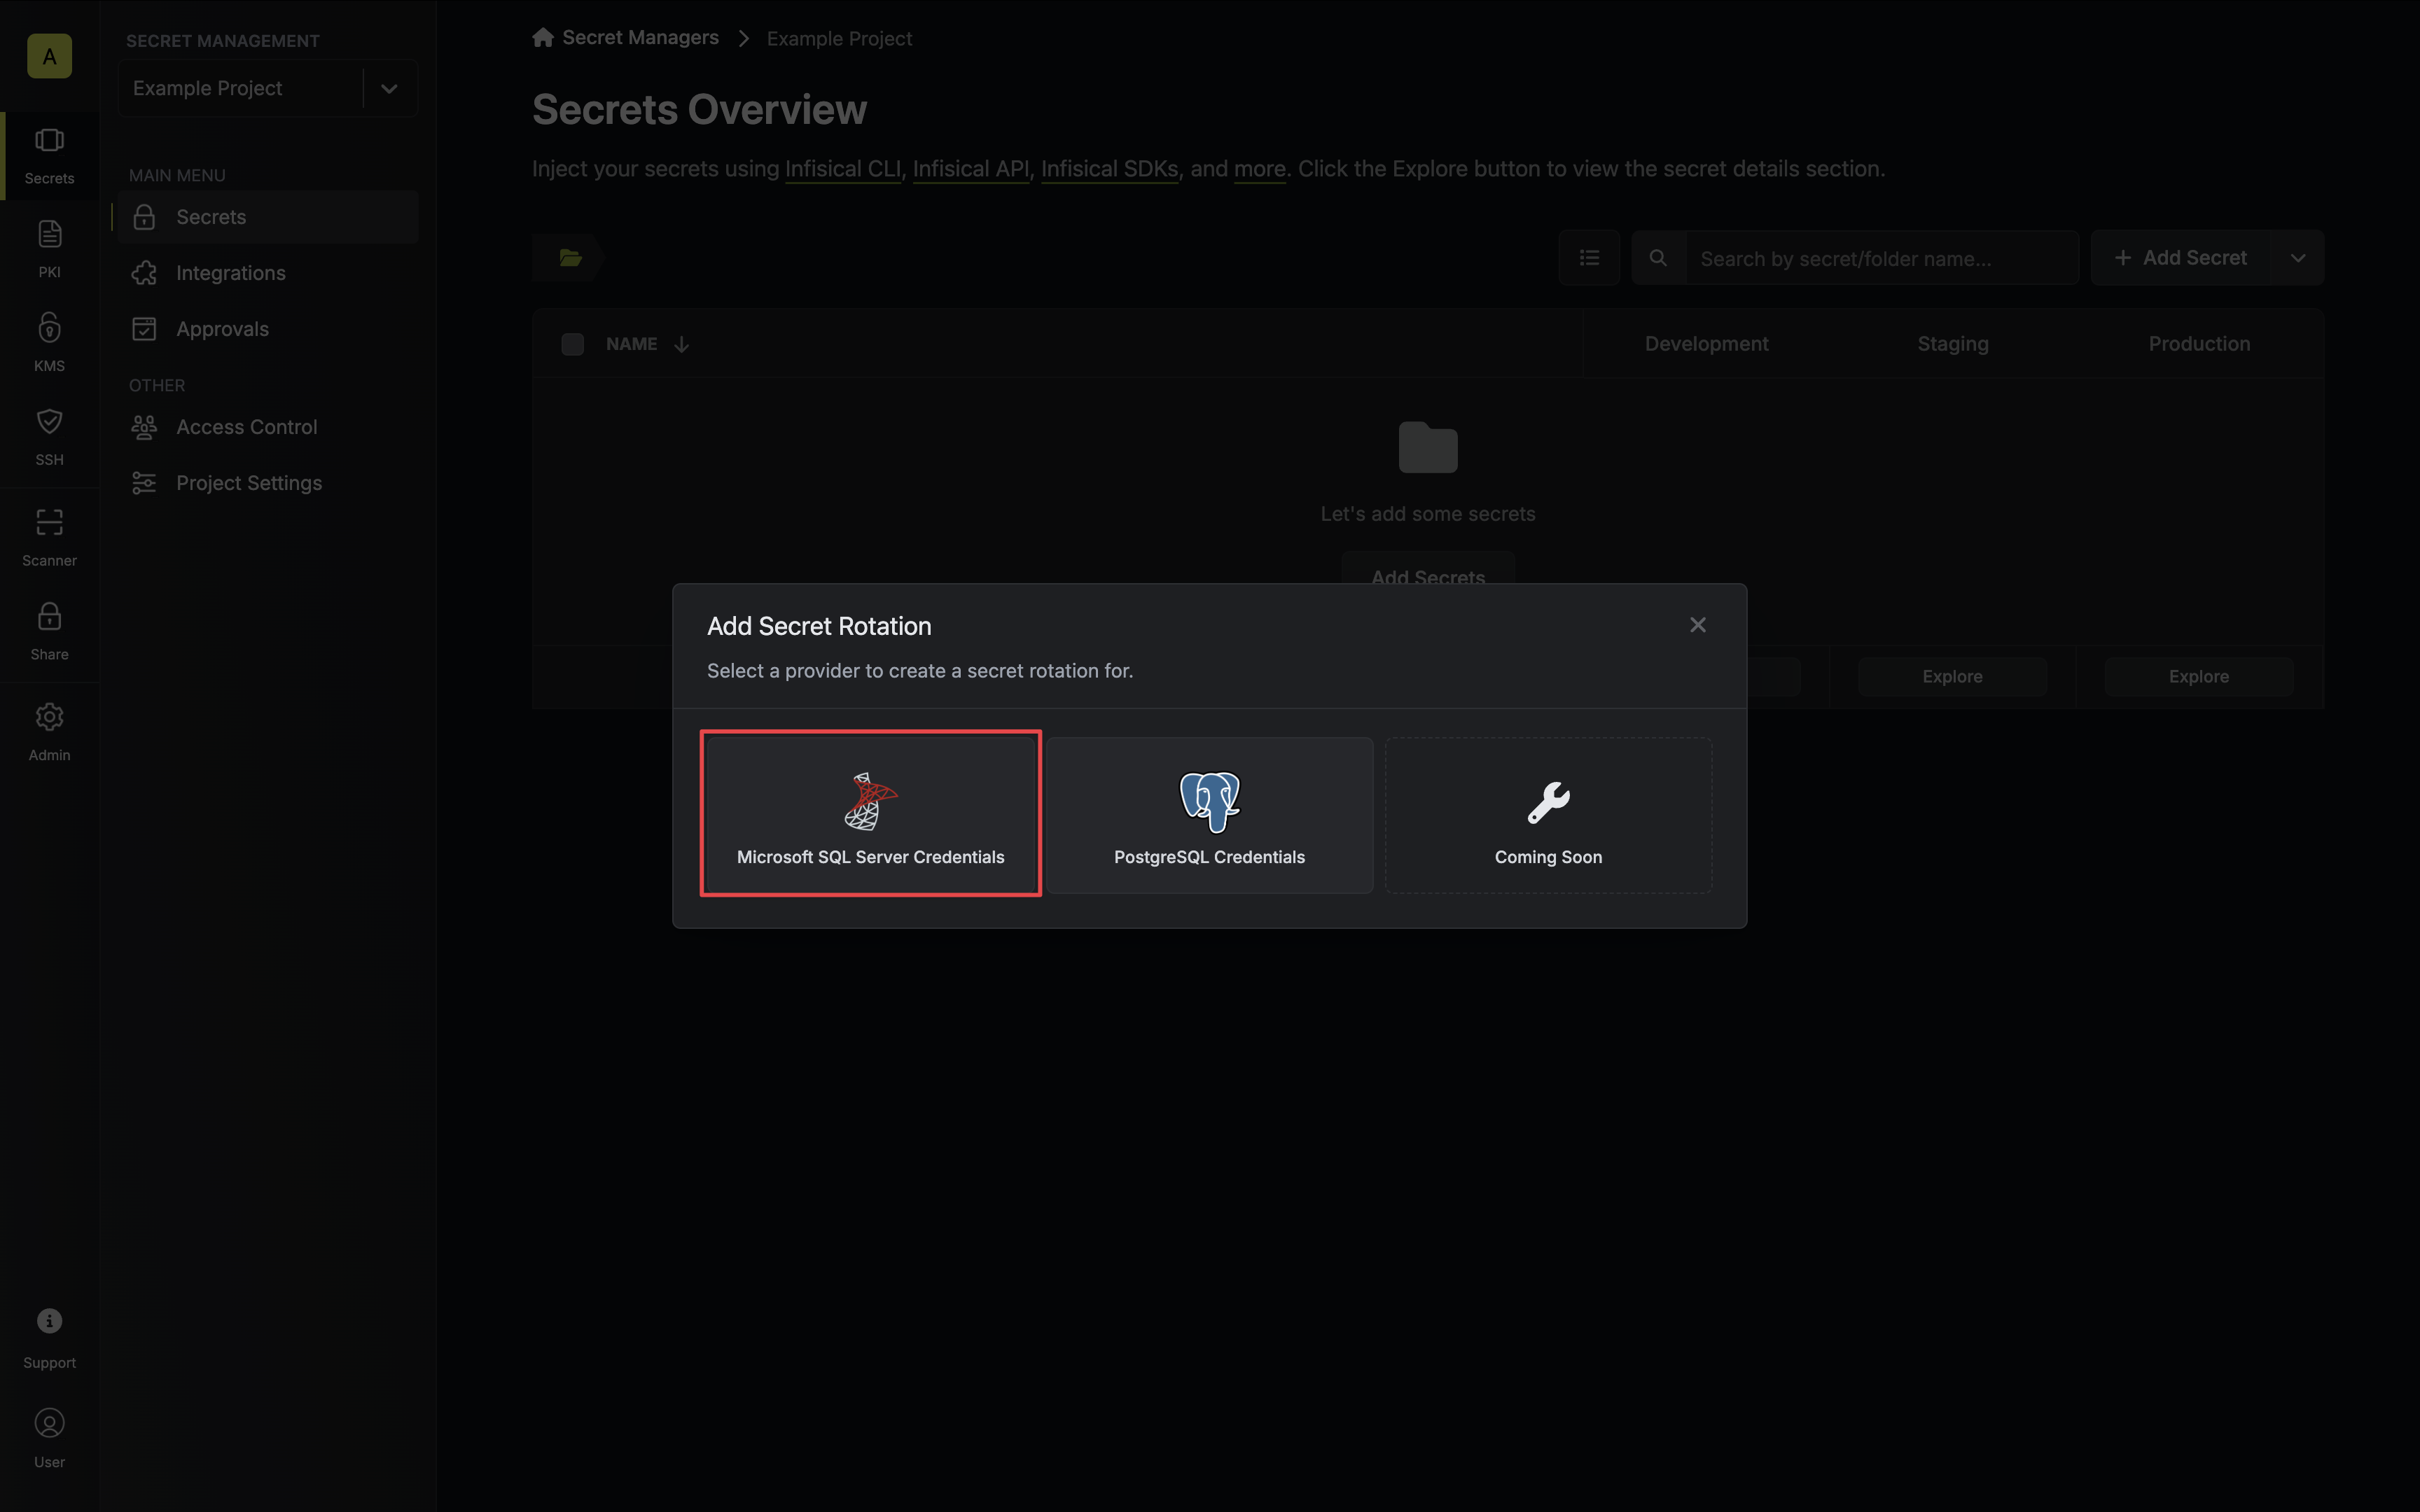 A
Secrets
PKI
KMS
SSH
Scanner
Share
Admin
Support
User
SECRET MANAGEMENT
Example Project
MAIN MENU
Secrets
Integrations
Approvals
OTHER
Access Control
Project Settings
Secret Managers Example Project
Secrets Overview
Inject your secrets using Infisical CLI, Infisical API, Infisical SDKs, and more. Click the Explore button to view the secret details section.
Search by secret/folder name...
Add Secret
NAME Development Staging Production
Let's add some secrets
Add Secrets
Explore Explore
Add Secret Rotation
Select a provider to create a secret rotation for.
Microsoft SQL Server Credentials
PostgreSQL Credentials
Coming Soon